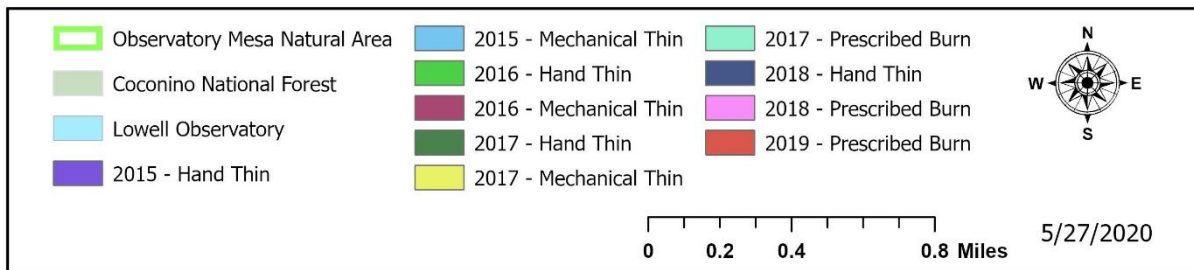 Observatory Mesa Natural Area
Coconino National Forest
Lowell Observatory
2015 - Hand Thin
2015 - Mechanical Thin
2016 - Hand Thin
2016 - Mechanical Thin
2017 - Hand Thin
2017 - Mechanical Thin
2017 - Prescribed Burn
2018 - Hand Thin
2018 - Prescribed Burn
2019 - Prescribed Burn
N
W E
S
0 0.2 0.4 0.8 Miles
5/27/2020